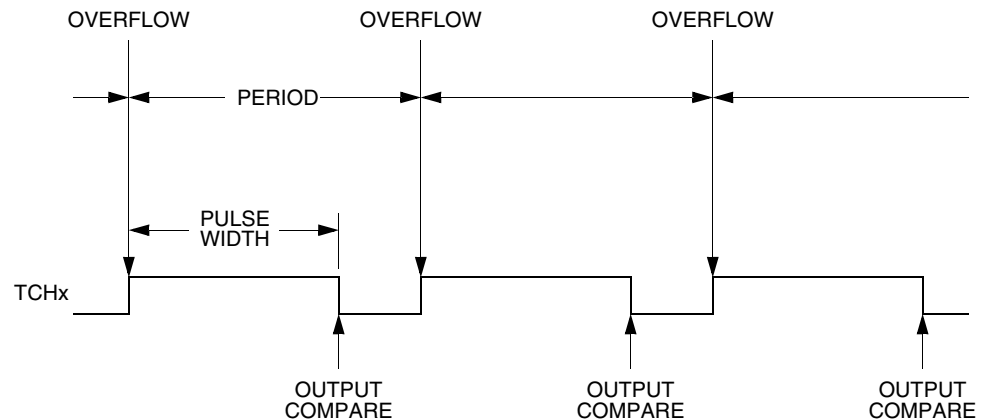 OVERFLOW OVERFLOW OVERFLOW
PERIOD
PULSE
WIDTH
TCHx
OUTPUT
COMPARE
OUTPUT
COMPARE
OUTPUT
COMPARE